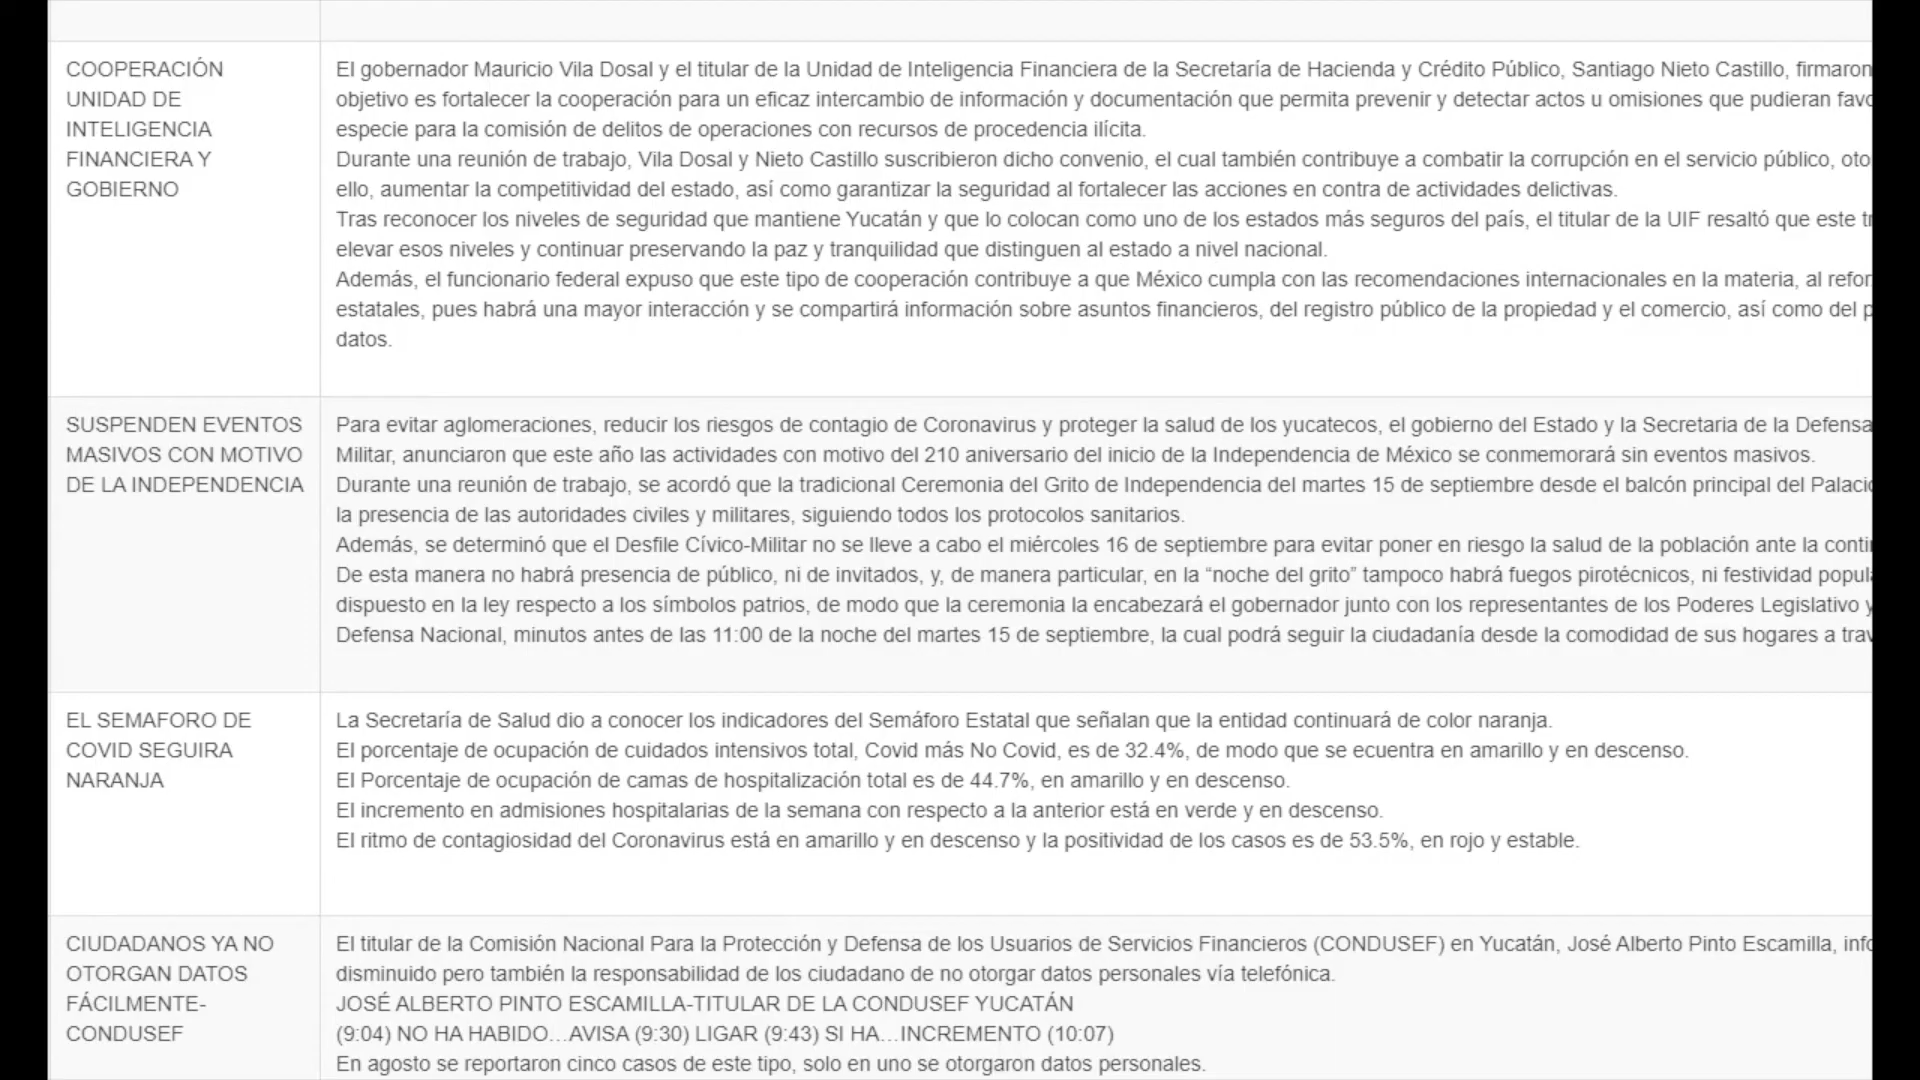 COOPERACIÓN
UNIDAD DE
INTELIGENCIA
FINANCIERA Y
GOBIERNO
El gobernador Mauricio Vila Dosal y el titular de la Unidad de Inteligencia Financiera de la Secretaría de Hacienda y Crédito Público, Santiago Nieto Castillo, firmaron
objetivo es fortalecer la cooperación para un eficaz intercambio de información y documentación que permita prevenir y detectar actos u omisiones que pudieran
especie para la comisión de delitos de operaciones con recursos de procedencia ilícita.
Durante una reunión de trabajo, Vila Dosal y Nieto Castillo suscribieron dicho convenio, el cual también contribuye a combatir la corrupción en el servicio público, oto
ello, aumentar la competitividad del estado, así como garantizar la seguridad al fortalecer las acciones en contra de actividades delictivas.
Tras reconocer los niveles de seguridad que mantiene Yucatán y que lo colocan como uno de los estados más seguros del país, el titular de la UIF resaltó que este
elevar esos niveles y continuar preservando la paz y tranquilidad que distinguen al estado a nivel nacional.
Además, el funcionario federal expuso que este tipo de cooperación contribuye a que México cumpla con las recomendaciones internacionales en la materia, al refor
estatales, pues habrá una mayor interacción y se compartirá información sobre asuntos financieros, del registro público de la propiedad y el comercio, así como del
datos.
SUSPENDEN EVENTOS
MASIVOS CON MOTIVO
DE LA INDEPENDENCIA
Para evitar aglomeraciones, reducir los riesgos de contagio de Coronavirus y proteger la salud de los yucatecos, el gobierno del Estado y la Secretaria de la Defensa
Militar, anunciaron que este año las actividades con motivo del 210 aniversario del inicio de la Independencia de México se conmemorará sin eventos masivos.
Durante una reunión de trabajo, se acordó que la tradicional Ceremonia del Grito de Independencia del martes 15 de septiembre desde el balcón principal del Palacio
la presencia de las autoridades civiles y militares, siguiendo todos los protocolos sanitarios.
Además, se determinó que el Desfile Cívico-Militar no se lleve a cabo el miércoles 16 de septiembre para evitar poner en riesgo la salud de la población ante la
De esta manera no habrá presencia de público, ni de invitados, y, de manera particular, en la “noche del grito” tampoco habrá fuegos pirotécnicos, ni festividad
dispuesto en la ley respecto a los símbolos patrios, de modo que la ceremonia la encabezará el gobernador junto con los representantes de los Poderes Legislativo y
Defensa Nacional, minutos antes de las 11:00 de la noche del martes 15 de septiembre, la cual podrá seguir la ciudadanía desde la comodidad de sus hogares a
EL SEMAFORO DE
COVID SEGUIRA
NARANJA
La Secretaría de Salud dio a conocer los indicadores del Semáforo Estatal que señalan que la entidad continuará de color naranja.
El porcentaje de ocupación de cuidados intensivos total, Covid más No Covid, es de 32.4%, de modo que se ecuentra en amarillo y en descenso.
El Porcentaje de ocupación de camas de hospitalización total es de 44.7%, en amarillo y en descenso.
El incremento en admisiones hospitalarias de la semana con respecto a la anterior está en verde y en descenso.
El ritmo de contagiosidad del Coronavirus está en amarillo y en descenso y la positividad de los casos es de 53.5%, en rojo y estable.
CIUDADANOS YA NO
OTORGAN DATOS
FÁCILMENTE-
CONDUSEF
El titular de la Comisión Nacional Para la Protección y Defensa de los Usuarios de Servicios Financieros (CONDUSEF) en Yucatán, José Alberto Pinto Escamilla,
disminuido pero también la responsabilidad de los ciudadano de no otorgar datos personales vía telefónica.
JOSÉ ALBERTO PINTO ESCAMILLA-TITULAR DE LA CONDUSEF YUCATÁN
(9:04) NO HA HABIDO…AVISA (9:30) LIGAR (9:43) SI HA…INCREMENTO (10:07)
En agosto se reportaron cinco casos de este tipo, solo en uno se otorgaron datos personales.